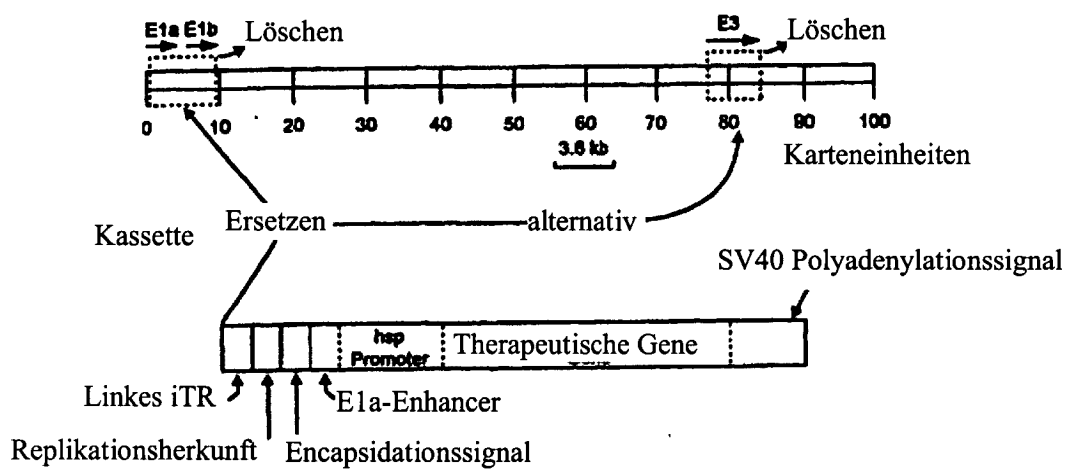 E1a E1b
Löschen
E3
Löschen
0 10 20 30 40 50 60 70 80 90 100
3.6 kb
Karteneinheiten
Kassette
Ersetzen
alternativ
SV40 Polyadenylationssignal
hsp
Promoter
Therapeutische Gene
Linkes iTR
E1a-Enhancer
Replikationsherkunft
Encapsidationssignal